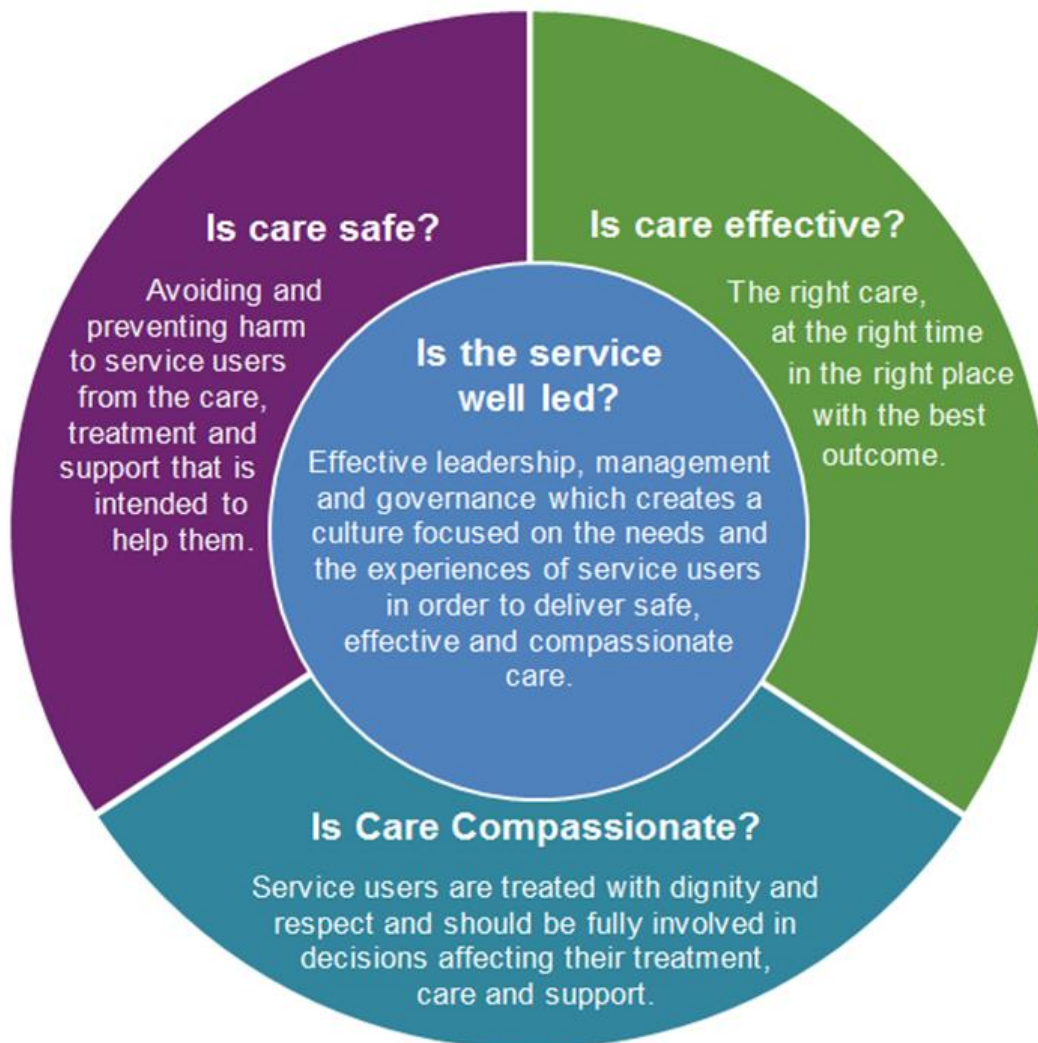 Is care safe?
Avoiding and
preventing harm
to service users
from the care,
treatment and
support that is
intended to
help them.
Is care effective?
The right care,
at the right time
in the right place
with the best
outcome.
Is the service
well led?
Effective leadership, management
and governance which creates a
culture focused on the needs and
the experiences of service users
in order to deliver safe,
effective and compassionate
care.
Is Care Compassionate?
Service users are treated with dignity and
respect and should be fully involved in
decisions affecting their treatment,
care and support.